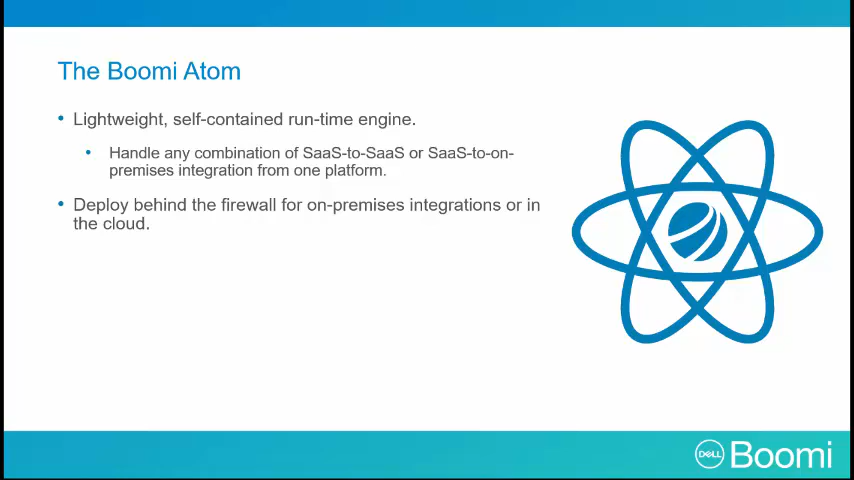 The Boomi Atom
• Lightweight, self-contained run-time engine.
• Handle any combination of SaaS-to-SaaS or SaaS-to-on-
premises integration from one platform.
• Deploy behind the firewall for on-premises integrations or in
the cloud.
DELL Boomi